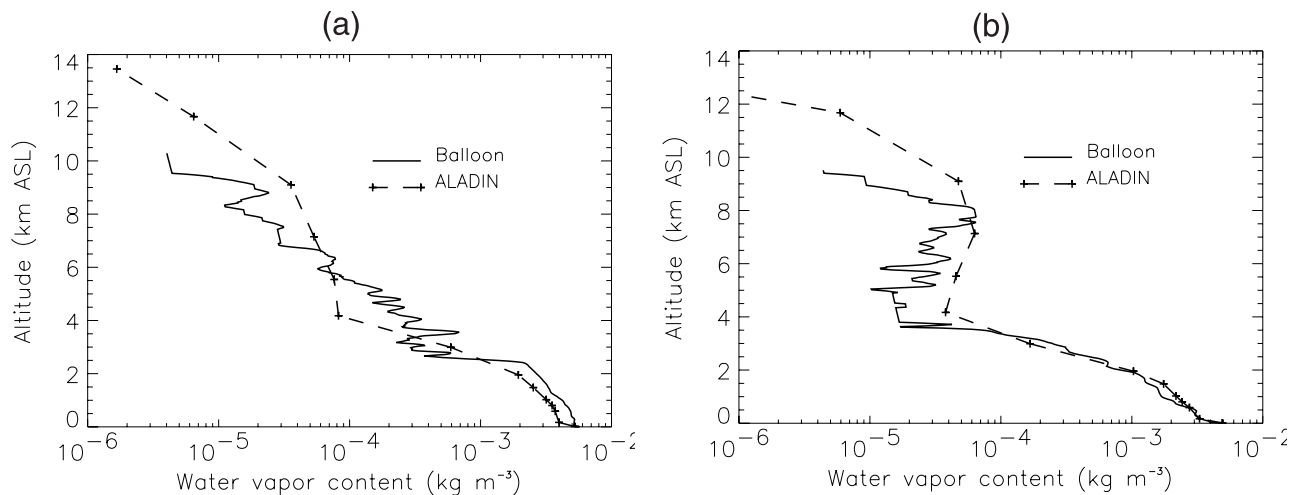 (a)
14
12
10
8
6
4
2
0
Altitude (km ASL)
Balloon
ALADIN
10⁻⁶ 10⁻⁵ 10⁻⁴ 10⁻³ 10⁻²
Water vapor content (kg m⁻³)
(b)
14
12
10
8
6
4
2
0
Altitude (km ASL)
Balloon
ALADIN
10⁻⁶ 10⁻⁵ 10⁻⁴ 10⁻³ 10⁻²
Water vapor content (kg m⁻³)